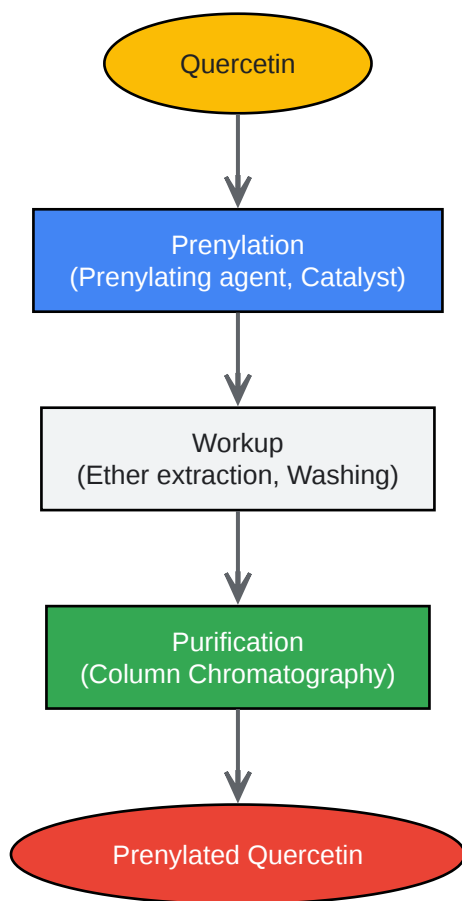 Quercetin
Prenylation
(Prenylating agent, Catalyst)
Workup
(Ether extraction, Washing)
Purification
(Column Chromatography)
Prenylated Quercetin